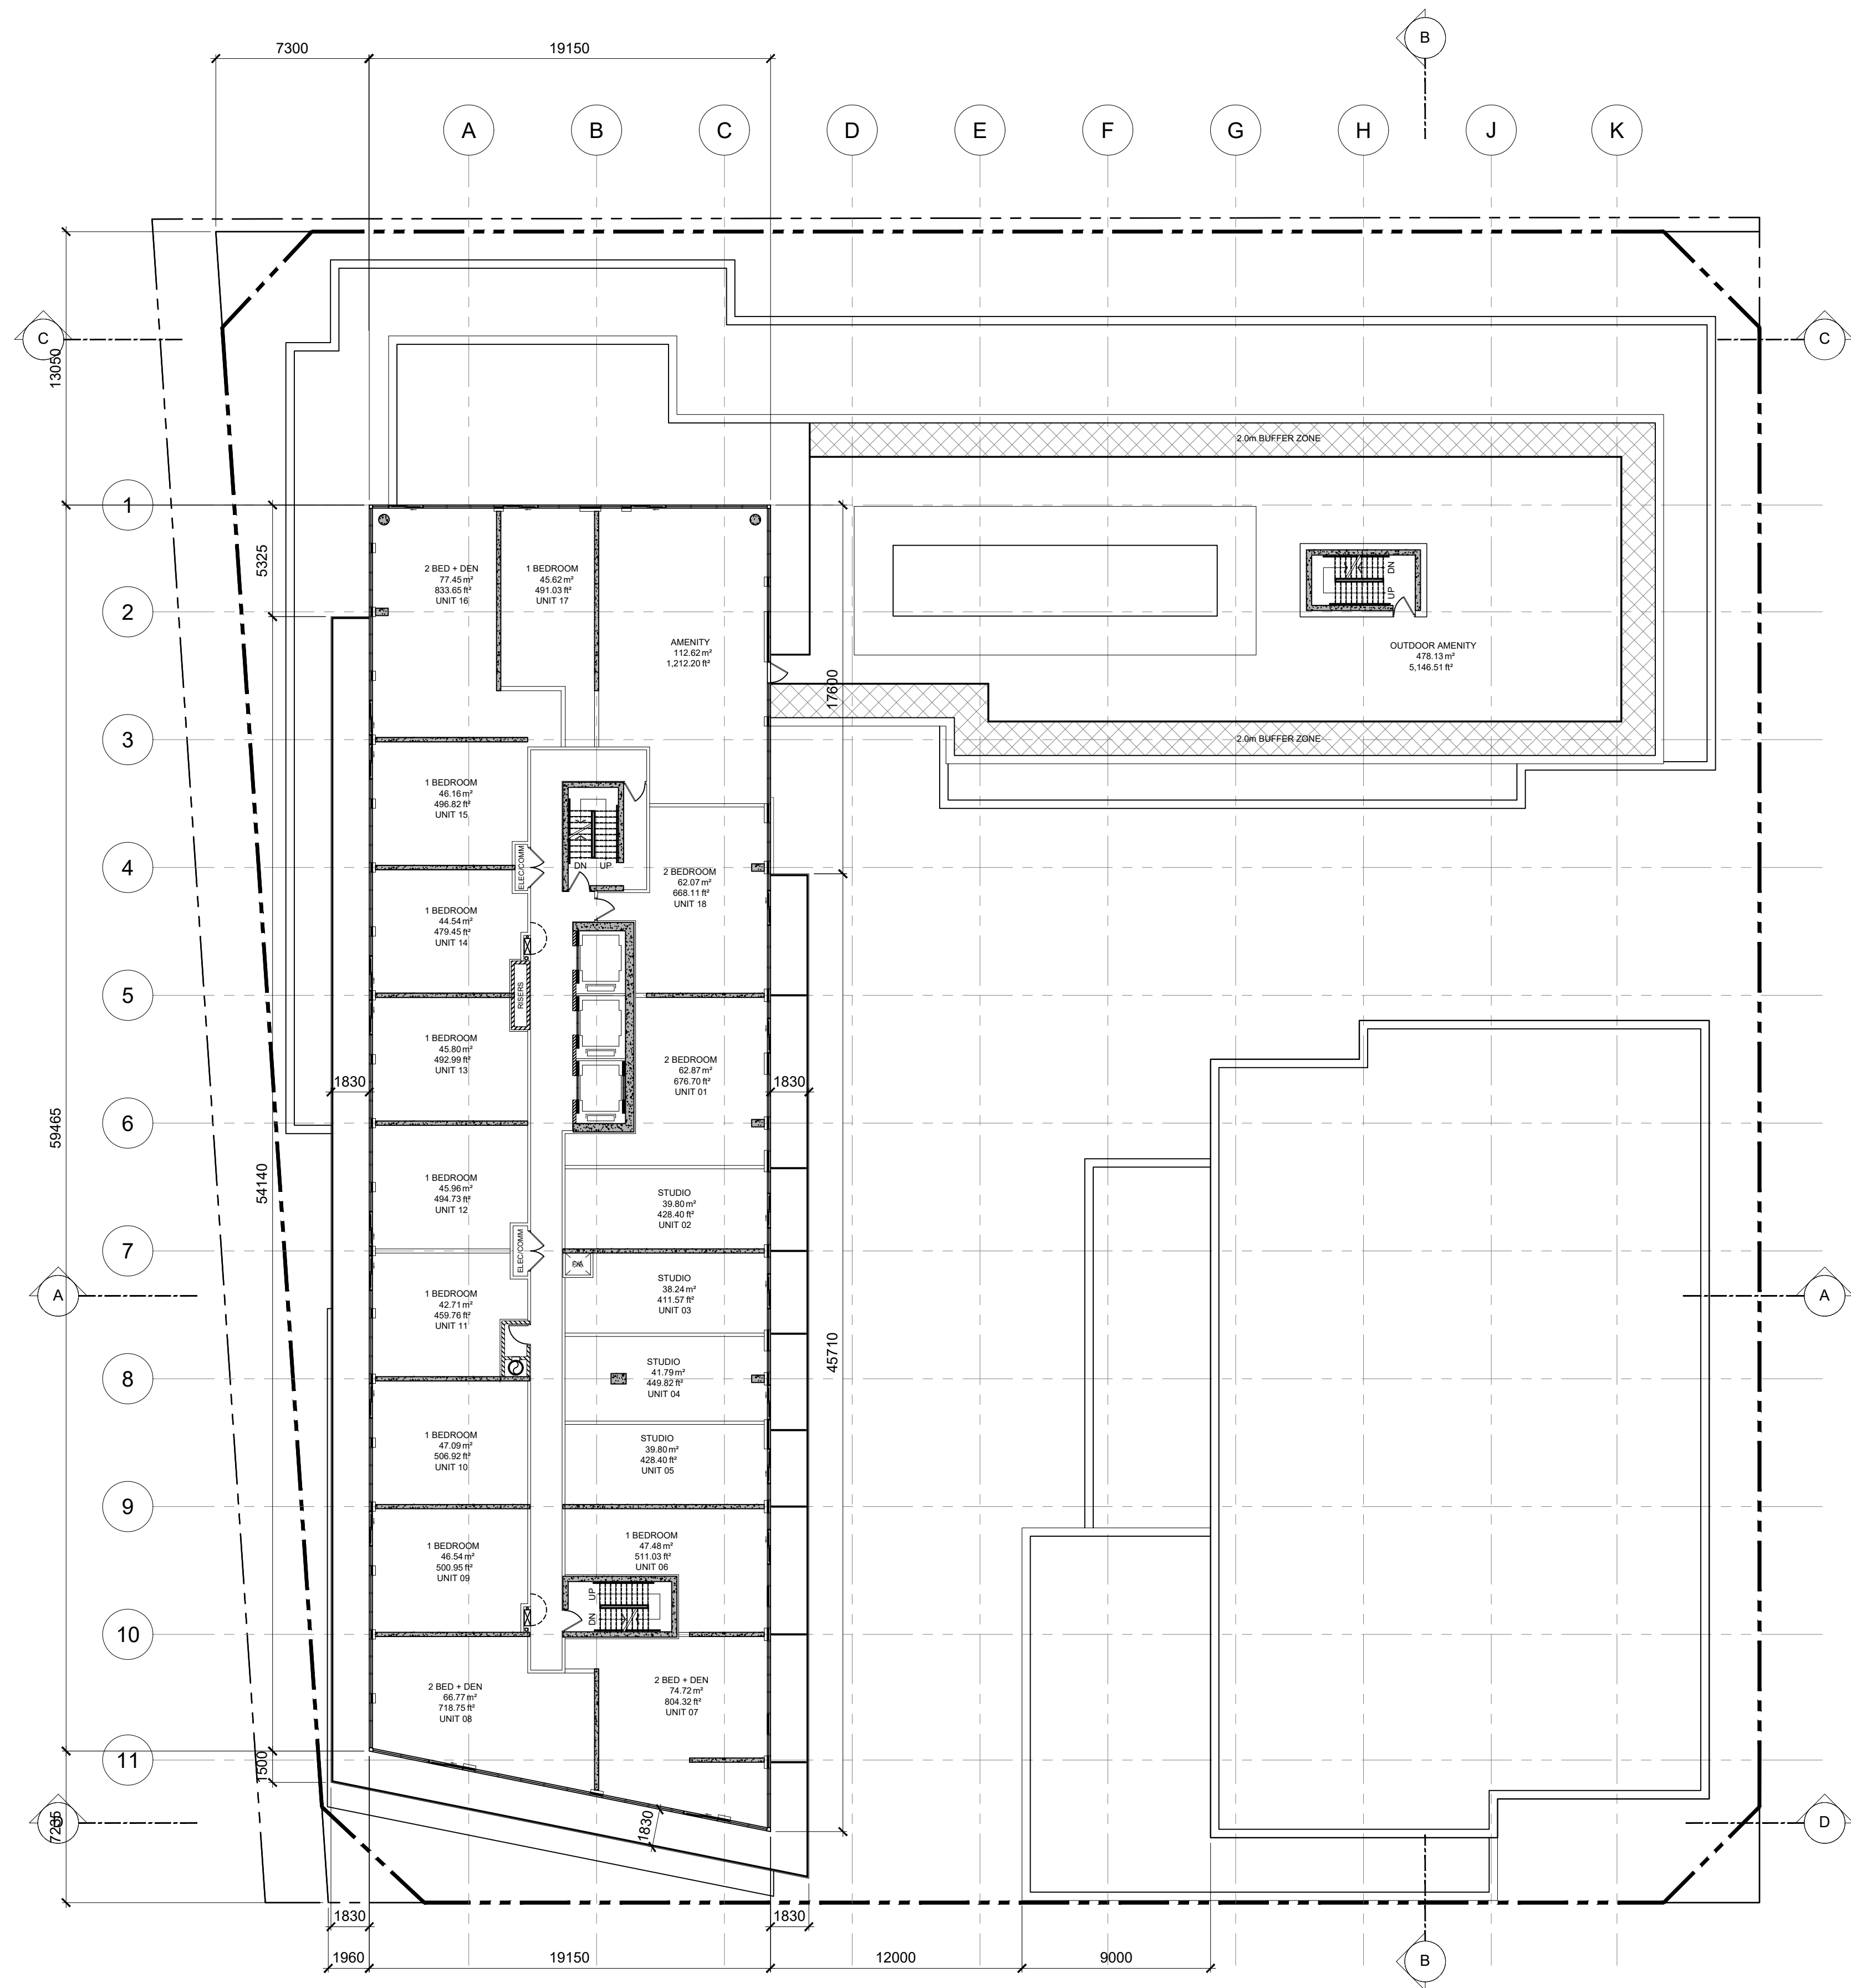 B
7300
19150
A
B
C
D
E
F
G
H
J
K
C
C
13050
2.0m BUFFER ZONE
1
5325
2 BED + DEN
77.45 m²
833.65 ft²
UNIT 16
1 BEDROOM
45.62 m²
491.03 ft²
UNIT 17
DN
UP
2
AMENITY
112.62 m²
1,212.20 ft²
OUTDOOR AMENITY
478.13 m²
5,146.51 ft²
17600
3
2.0m BUFFER ZONE
1 BEDROOM
46.16 m²
496.82 ft²
UNIT 15
ELEC/COMM
4
DN
UP
2 BEDROOM
62.07 m²
668.11 ft²
UNIT 18
1 BEDROOM
44.54 m²
479.45 ft²
UNIT 14
RISERS
5
1 BEDROOM
45.80 m²
492.99 ft²
UNIT 13
2 BEDROOM
62.87 m²
676.70 ft²
UNIT 01
1830
1830
6
59465
54140
1 BEDROOM
45.96 m²
494.73 ft²
UNIT 12
STUDIO
39.80 m²
428.40 ft²
UNIT 02
7
ELEC/COMM
STUDIO
38.24 m²
411.57 ft²
UNIT 03
A
A
1 BEDROOM
42.71 m²
459.76 ft²
UNIT 11
45710
8
STUDIO
41.79 m²
449.82 ft²
UNIT 04
1 BEDROOM
47.09 m²
506.92 ft²
UNIT 10
STUDIO
39.80 m²
428.40 ft²
UNIT 05
9
1 BEDROOM
46.54 m²
500.95 ft²
UNIT 09
1 BEDROOM
47.48 m²
511.03 ft²
UNIT 06
UP
DN
10
2 BED + DEN
66.77 m²
718.75 ft²
UNIT 08
2 BED + DEN
74.72 m²
804.32 ft²
UNIT 07
11
1500
7235
D
D
1830
1830
1830
1960
19150
12000
9000
B